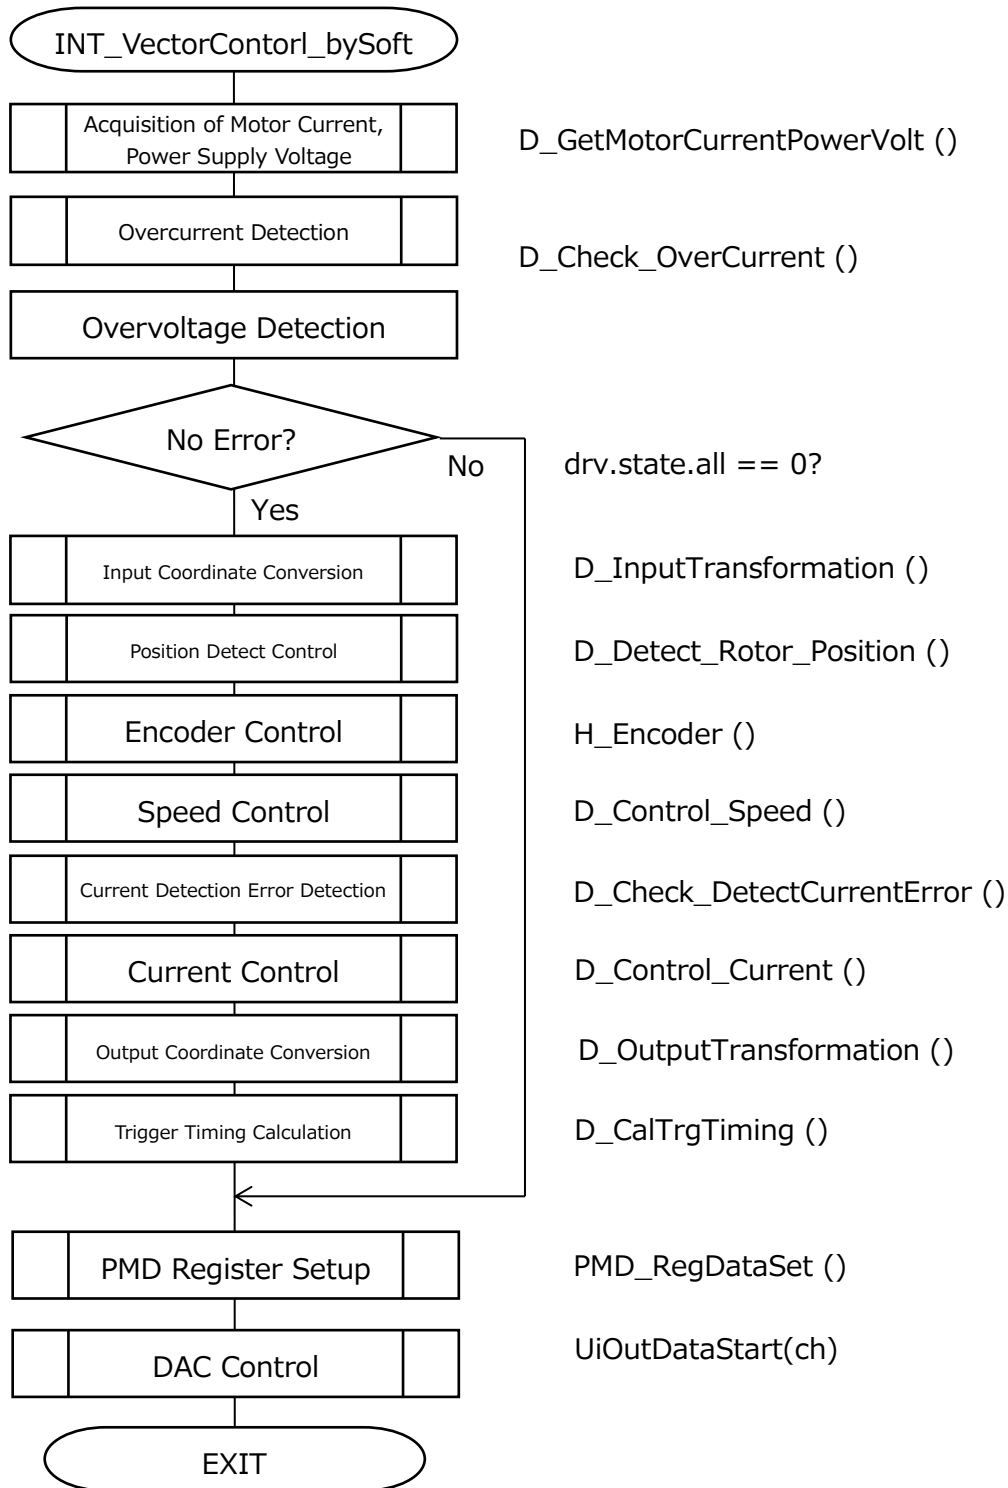 INT_VectorContorl_bySoft
Acquisition of Motor Current,
Power Supply Voltage
D_GetMotorCurrentPowerVolt ()
Overcurrent Detection
D_Check_OverCurrent ()
Overvoltage Detection
No Error?
No
drv.state.all == 0?
Yes
Input Coordinate Conversion
D_InputTransformation ()
Position Detect Control
D_Detect_Rotor_Position ()
Encoder Control
H_Encoder ()
Speed Control
D_Control_Speed ()
Current Detection Error Detection
D_Check_DetectCurrentError ()
Current Control
D_Control_Current ()
Output Coordinate Conversion
D_OutputTransformation ()
Trigger Timing Calculation
D_CalTrgTiming ()
PMD Register Setup
PMD_RegDataSet ()
DAC Control
UiOutDataStart(ch)
EXIT